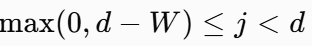 max(0, d − W) ≤ j < d